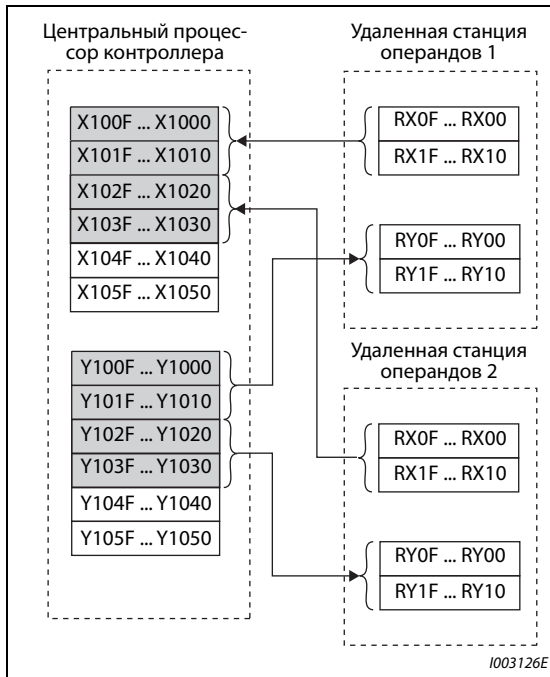 Центральный процес-
сор контроллера
X100F ... X1000
X101F ... X1010
X102F ... X1020
X103F ... X1030
X104F ... X1040
X105F ... X1050
Y100F ... Y1000
Y101F ... Y1010
Y102F ... Y1020
Y103F ... Y1030
Y104F ... Y1040
Y105F ... Y1050
Удаленная станция
операндов 1
RX0F ... RX00
RX1F ... RX10
RY0F ... RY00
RY1F ... RY10
Удаленная станция
операндов 2
RX0F ... RX00
RX1F ... RX10
RY0F ... RY00
RY1F ... RY10
I003126E